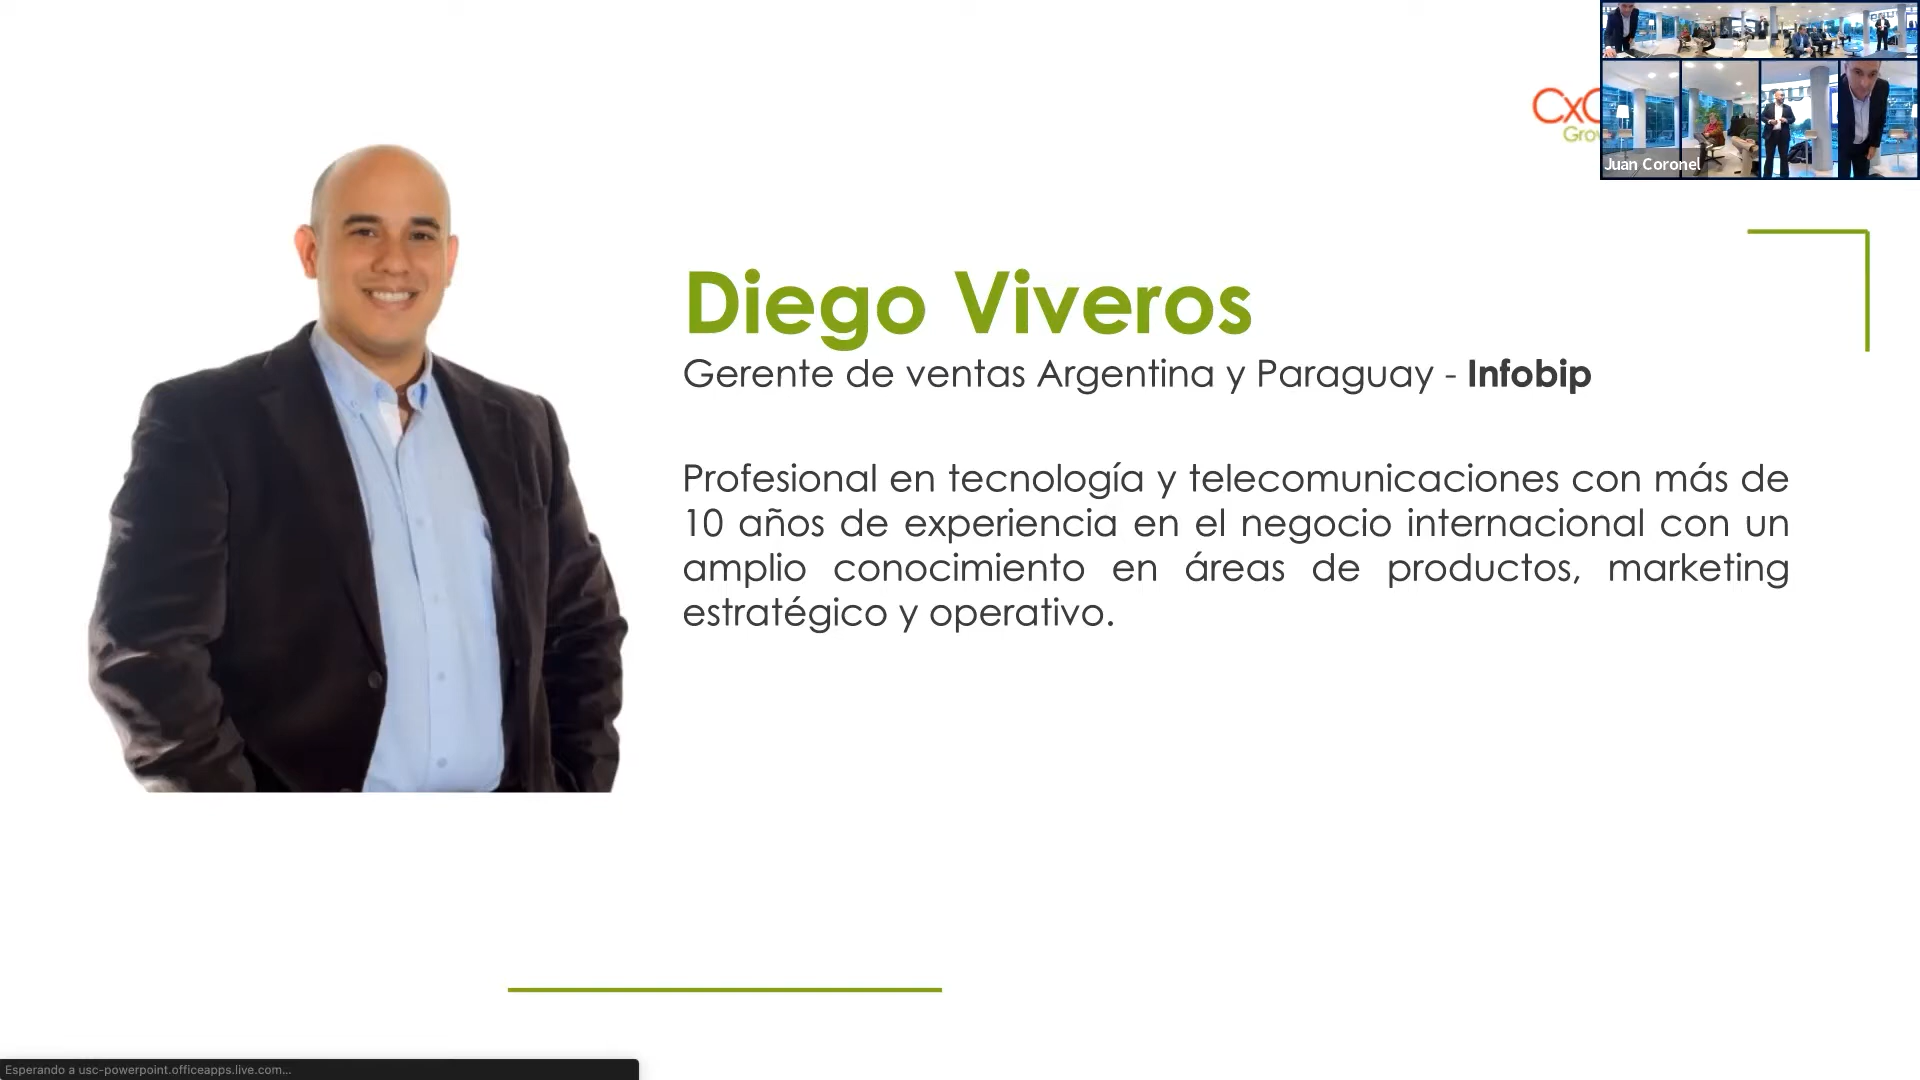 Juan Coronel
Diego Viveros
Gerente de ventas Argentina y Paraguay - Infobip
Profesional en tecnología y telecomunicaciones con más de
10 años de experiencia en el negocio internacional con un
amplio conocimiento en áreas de productos, marketing
estratégico y operativo.
Esperando a usc-powerpoint.officeapps.live.com...